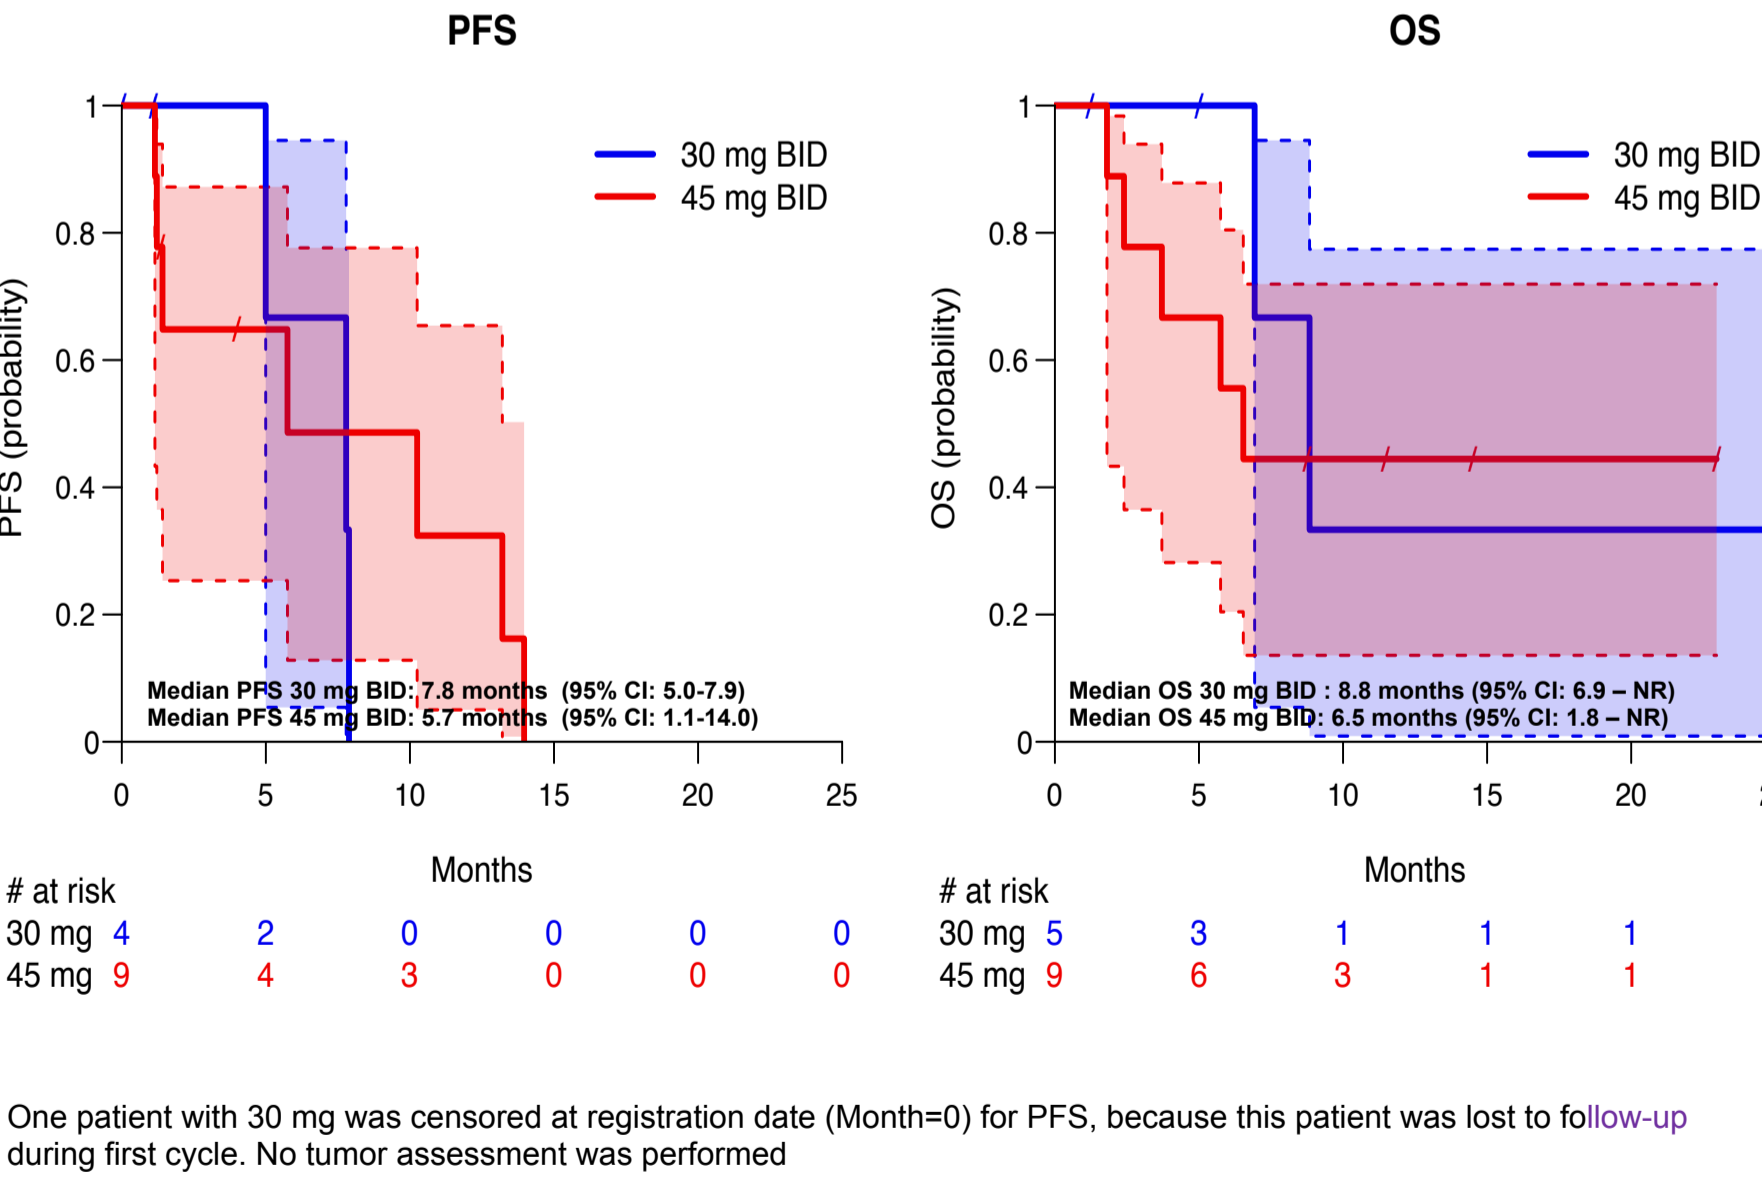 PFS
1
0.8
0.6
0.4
0.2
0
PFS (probability)
30 mg BID
45 mg BID
Median PFS 30 mg BID: 7.8 months (95% CI: 5.0-7.9)
Median PFS 45 mg BID: 5.7 months (95% CI: 1.1-14.0)
0 5 10 15 20 25
Months
# at risk
30 mg 4 2 0 0 0 0
45 mg 9 4 3 0 0 0
OS
1
0.8
0.6
0.4
0.2
0
OS (probability)
30 mg BID
45 mg BID
Median OS 30 mg BID : 8.8 months (95% CI: 6.9 – NR)
Median OS 45 mg BID: 6.5 months (95% CI: 1.8 – NR)
0 5 10 15 20
Months
# at risk
30 mg 5 3 1 1 1
45 mg 9 6 3 1 1
One patient with 30 mg was censored at registration date (Month=0) for PFS, because this patient was lost to follow-up
during first cycle. No tumor assessment was performed